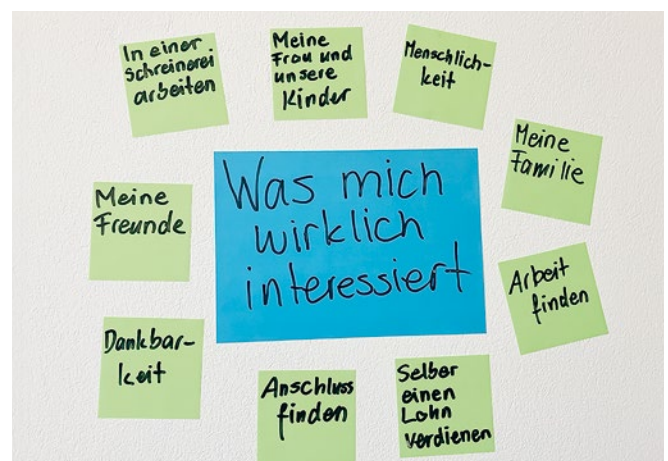 In einer
Schreinerei
arbeiten
Meine
Frau und
unsere
Kinder
Menschlich-
keit
Meine
Familie
Was mich
wirklich
interessiert
Meine
Freunde
Arbeit
finden
Dankbar-
keit
Anschluss
finden
Selber
einen
Lohn
verdienen